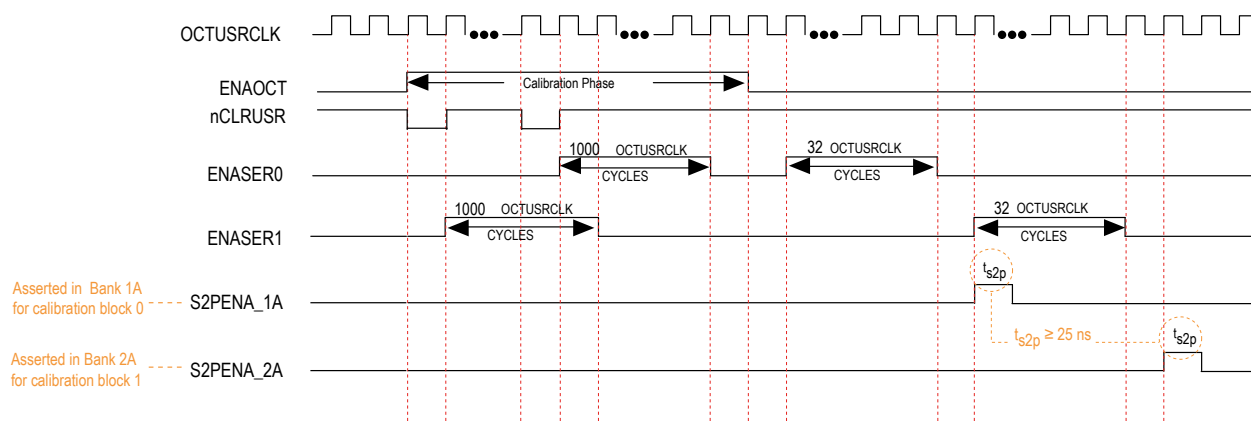 OCTUSRCLK
ENAOCT
Calibration Phase
nCLRUSR
ENASER0
1000 OCTUSRCLK
CYCLES
32 OCTUSRCLK
CYCLES
ENASER1
1000 OCTUSRCLK
CYCLES
32 OCTUSRCLK
CYCLES
Asserted in Bank 1A
for calibration block 0
S2PENA_1A
ts2p
ts2p ≥ 25 ns
Asserted in Bank 2A
for calibration block 1
S2PENA_2A
ts2p